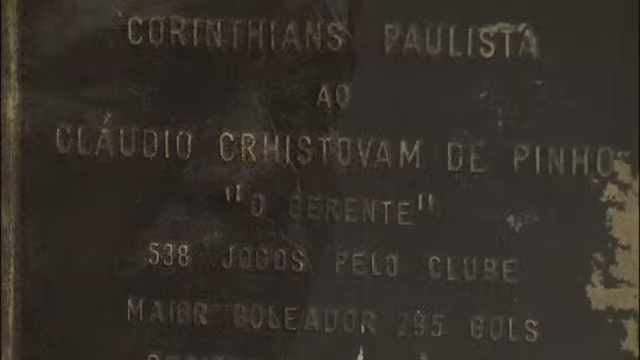 CORINTHIANS PAULISTA
AO
CLÁUDIO CRHISTOVAM DE PINHO
"O GERENTE"
538 JOGOS PELO CLUBE
MAIOR GOLEADOR 295 GOLS